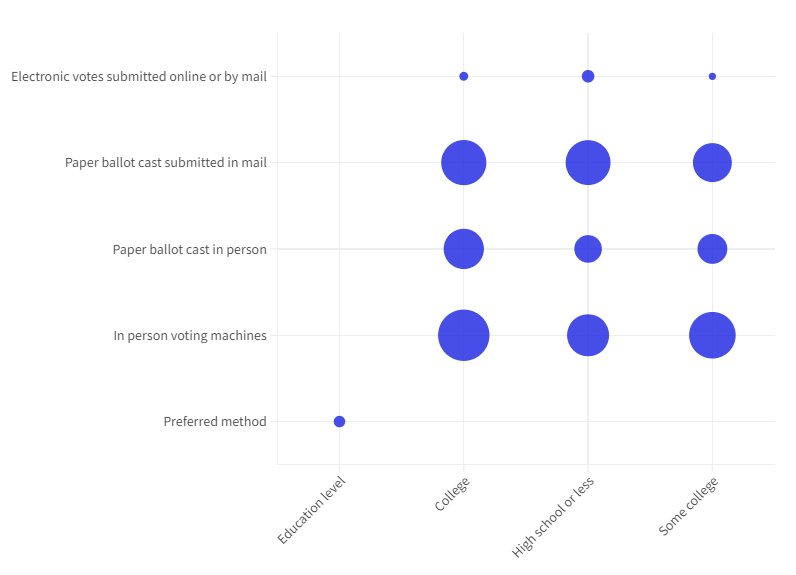 Electronic votes submitted online or by mail
Paper ballot cast submitted in mail
Paper ballot cast in person
In person voting machines
Preferred method
Education level
College
High school or less
Some college